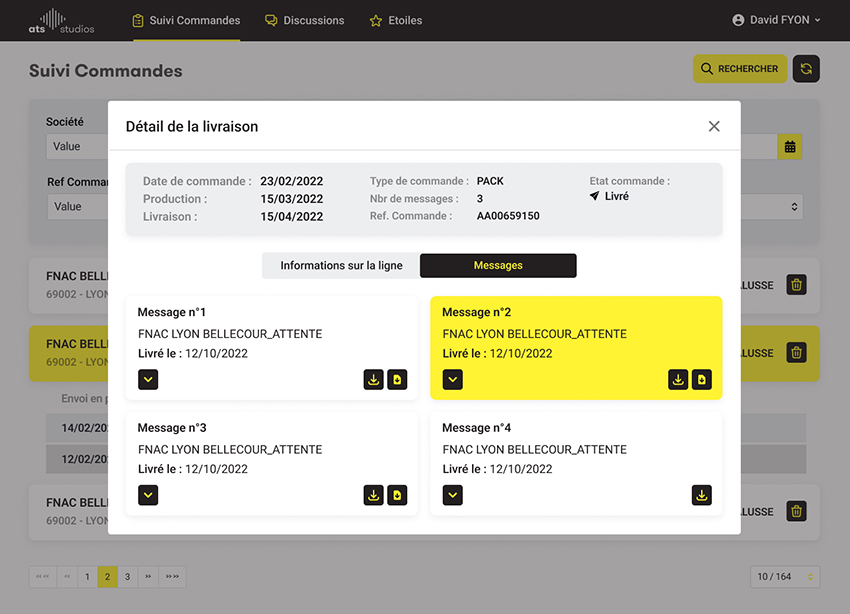 ats studios
Suivi Commandes
Discussions
Etoiles
David FYON
Suivi Commandes
RECHERCHER
Société
Value
Ref Comma
Value
Détail de la livraison
Date de commande : 23/02/2022
Production : 15/03/2022
Livraison : 15/04/2022
Type de commande : PACK
Nbr de messages : 3
Ref. Commande : AA00659150
Etat commande :
Livré
Informations sur la ligne
Messages
Message n°1
FNAC LYON BELLECOUR_ATTENTE
Livré le : 12/10/2022
Message n°2
FNAC LYON BELLECOUR_ATTENTE
Livré le : 12/10/2022
Message n°3
FNAC LYON BELLECOUR_ATTENTE
Livré le : 12/10/2022
Message n°4
FNAC LYON BELLECOUR_ATTENTE
Livré le : 12/10/2022
FNAC BELL
69002 - LYON
LUSSE
FNAC BELL
69002 - LYON
LUSSE
Envoi en p
14/02/20
12/02/20
FNAC BELL
69002 - LYON
LUSSE
«« « 1 2 3 » »»
10 / 164